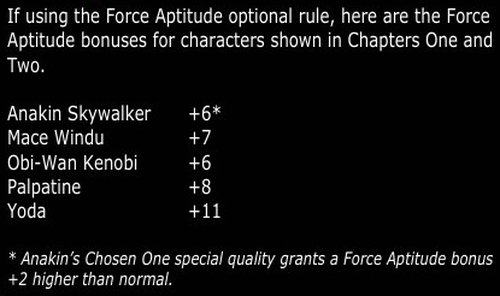 If using the Force Aptitude optional rule, here are the Force
Aptitude bonuses for characters shown in Chapters One and
Two.
Anakin Skywalker +6*
Mace Windu +7
Obi-Wan Kenobi +6
Palpatine +8
Yoda +11
* Anakin's Chosen One special quality grants a Force Aptitude bonus
+2 higher than normal.